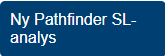 Ny Pathfinder SL-
analys